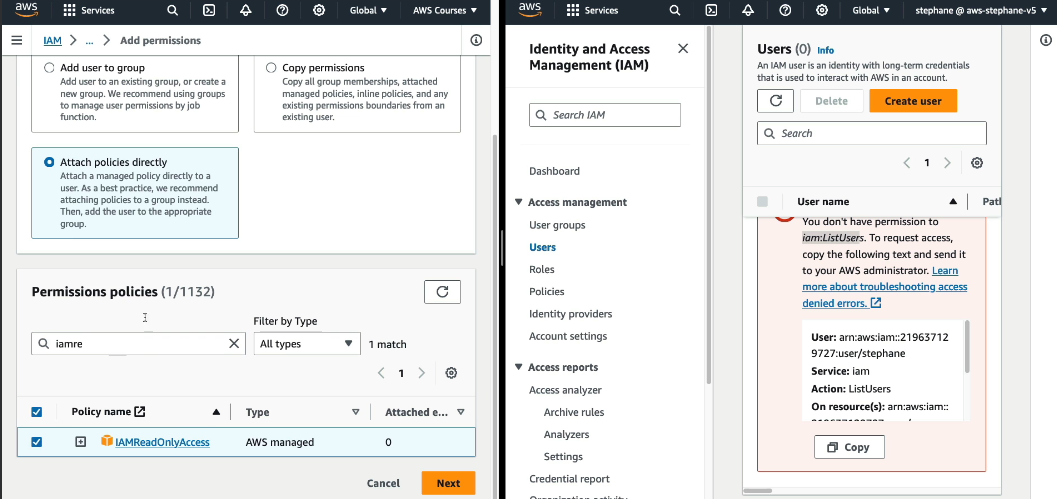 aws
Services
Global
AWS Courses
IAM
...
Add permissions
Add user to group
Add user to an existing group, or create a
new group. We recommend using groups
to manage user permissions by job
function.
Copy permissions
Copy all group memberships, attached
managed policies, inline policies, and any
existing permissions boundaries from an
existing user.
Attach policies directly
Attach a managed policy directly to a
user. As a best practice, we recommend
attaching policies to a group instead.
Then, add the user to the appropriate
group.
Permissions policies (1/1132)
Filter by Type
iamre
All types
1 match
1
Policy name
Type
Attached e...
IAMReadOnlyAccess
AWS managed
0
Cancel
Next
aws
Services
Global
stephane @ aws-stephane-v5
Identity and Access
Management (IAM)
Search IAM
Dashboard
Access management
User groups
Users
Roles
Policies
Identity providers
Account settings
Access reports
Access analyzer
Archive rules
Analyzers
Settings
Credential report
Organization activity
Users (0) Info
An IAM user is an identity with long-term credentials
that is used to interact with AWS in an account.
Delete
Create user
Search
1
User name
Path
You don't have permission to
iam:ListUsers. To request access,
copy the following text and send it
to your AWS administrator. Learn
more about troubleshooting access
denied errors.
User: arn:aws:iam::21963712
9727:user/stephane
Service: iam
Action: ListUsers
On resource(s): arn:aws:iam::
Copy